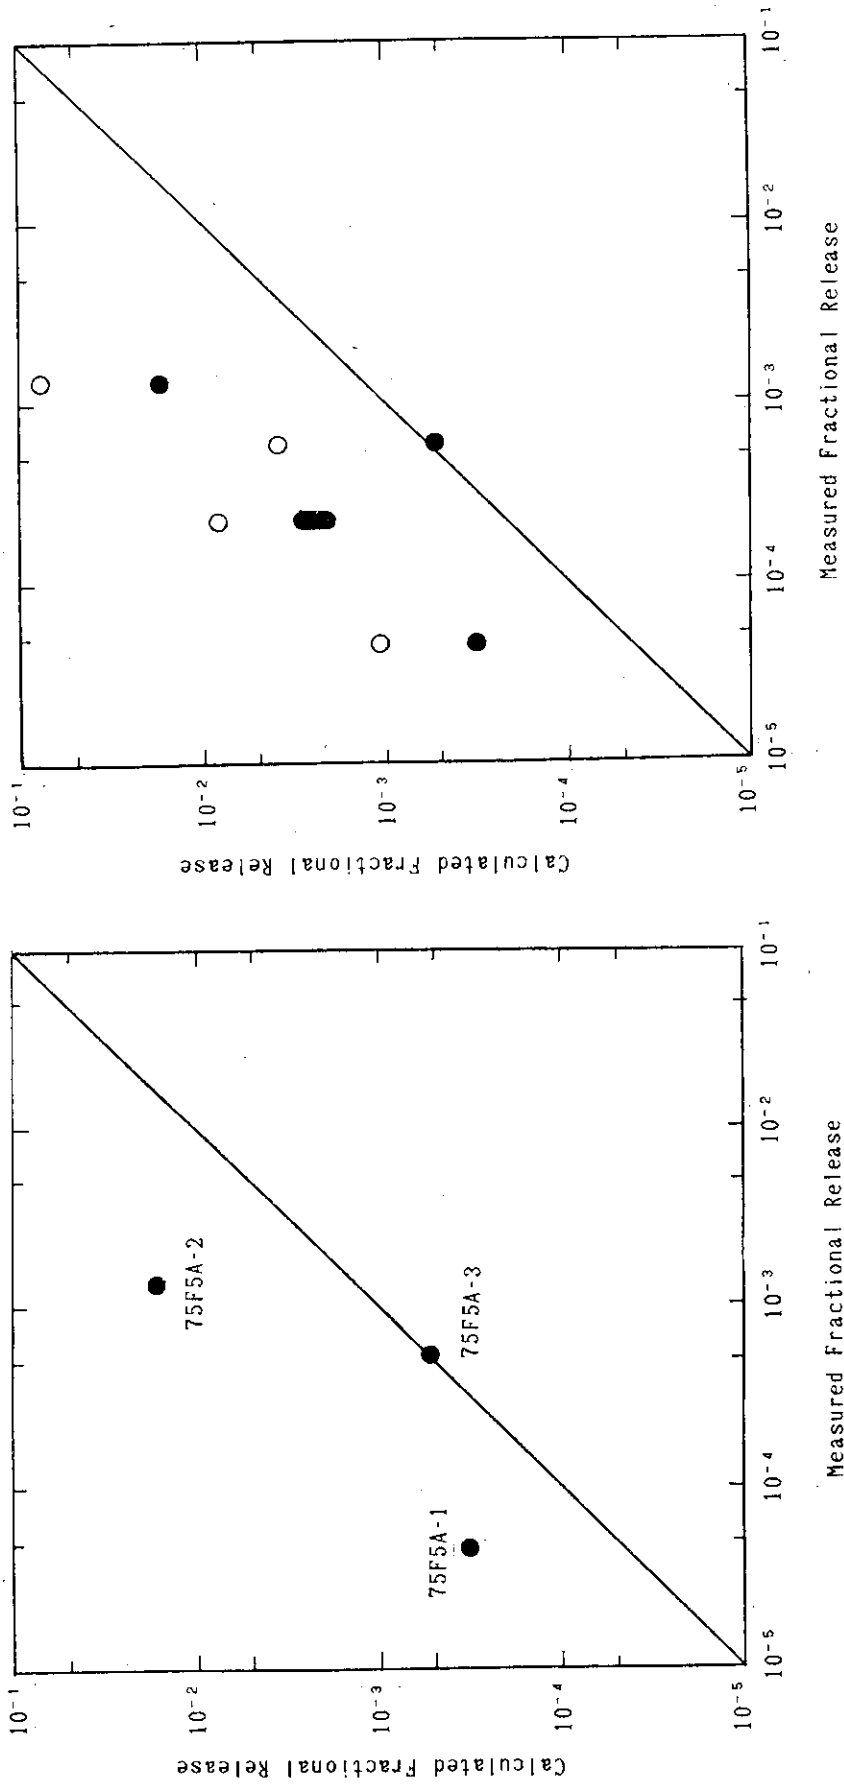 10⁻¹
10⁻²
10⁻³
10⁻⁴
10⁻⁵
Calculated Fractional Release
75F5A-1
75F5A-2
75F5A-3
10⁻⁵
10⁻⁴
10⁻³
10⁻²
10⁻¹
Measured Fractional Release
10⁻¹
10⁻²
10⁻³
10⁻⁴
10⁻⁵
Calculated Fractional Release
10⁻⁵
10⁻⁴
10⁻³
10⁻²
10⁻¹
Measured Fractional Release